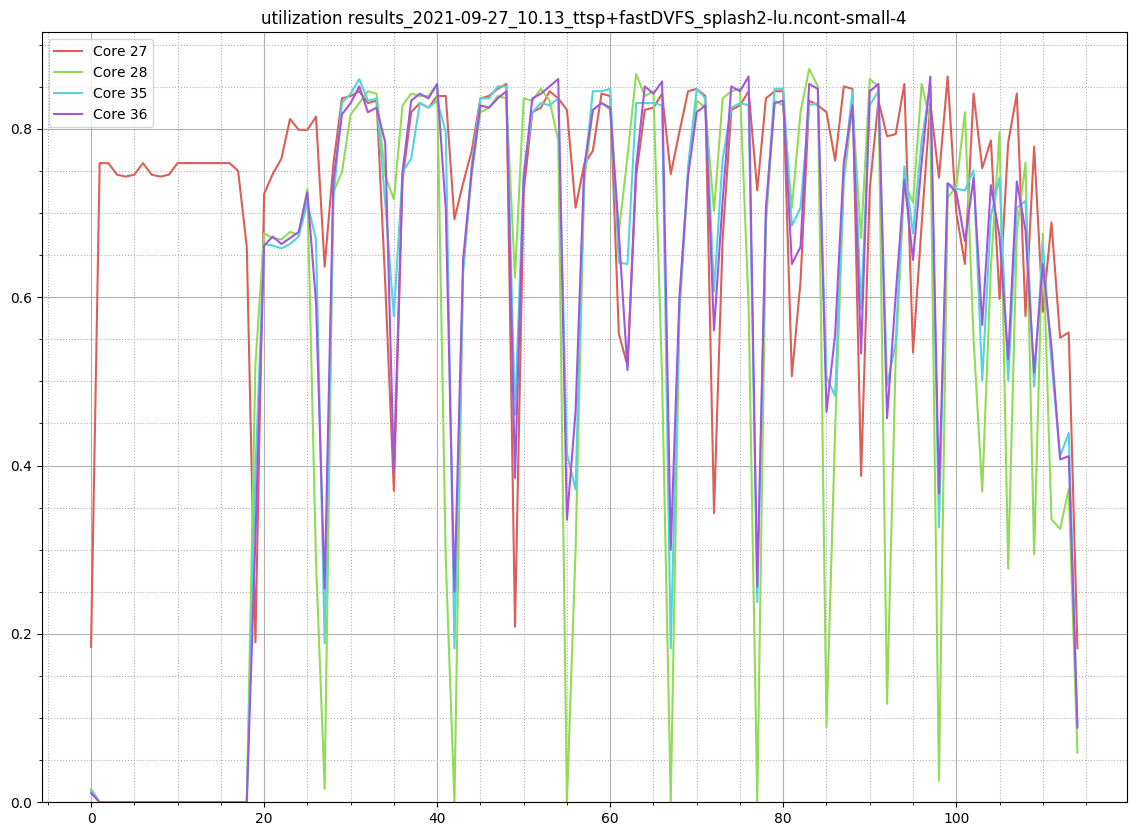 utilization results_2021-09-27_10.13_ttsp+fastDVFS_splash2-lu.ncont-small-4
Core 27
Core 28
Core 35
Core 36
0.8
0.6
0.4
0.2
0.0
0 20 40 60 80 100